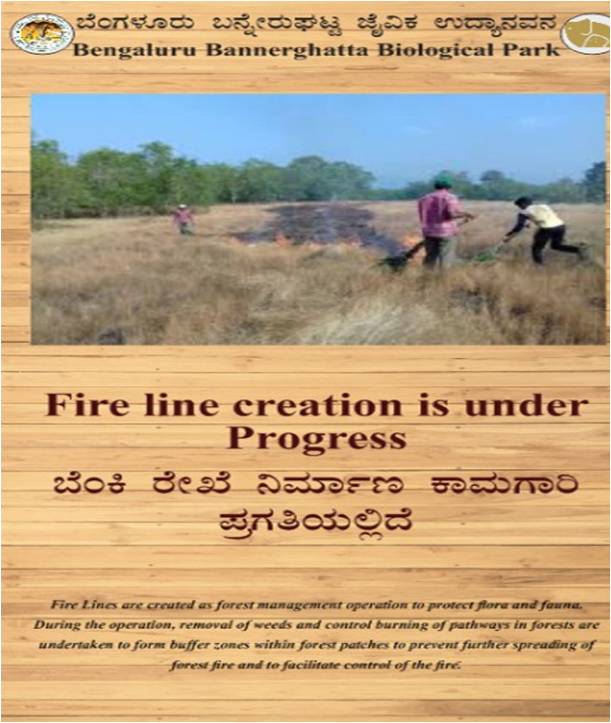 ಬೆಂಗಳೂರು ಬನ್ನೇರುಘಟ್ಟ ಜೈವಿಕ ಉದ್ಯಾನವನ
Bengaluru Bannerghatta Biological Park
Fire line creation is under
Progress
ಬೆಂಕಿ ರೇಖೆ ನಿರ್ಮಾಣ ಕಾಮಗಾರಿ
ಪ್ರಗತಿಯಲ್ಲಿದೆ
Fire Lines are created as forest management operation to protect flora and fauna.
During the operation, removal of weeds and control burning of pathways in forests are
undertaken to form buffer zones within forest patches to prevent further spreading of
forest fire and to facilitate control of the fire.